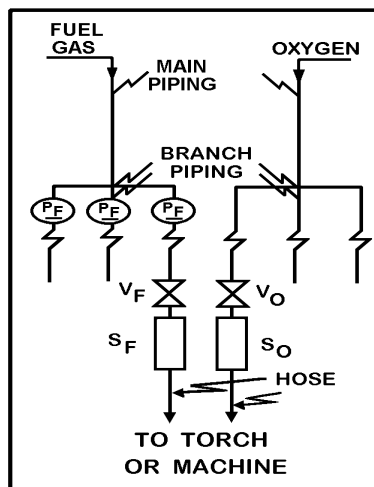 FUEL GAS
OXYGEN
MAIN PIPING
BRANCH PIPING
PF PF PF
VF VO
SF SO
HOSE
TO TORCH
OR MACHINE